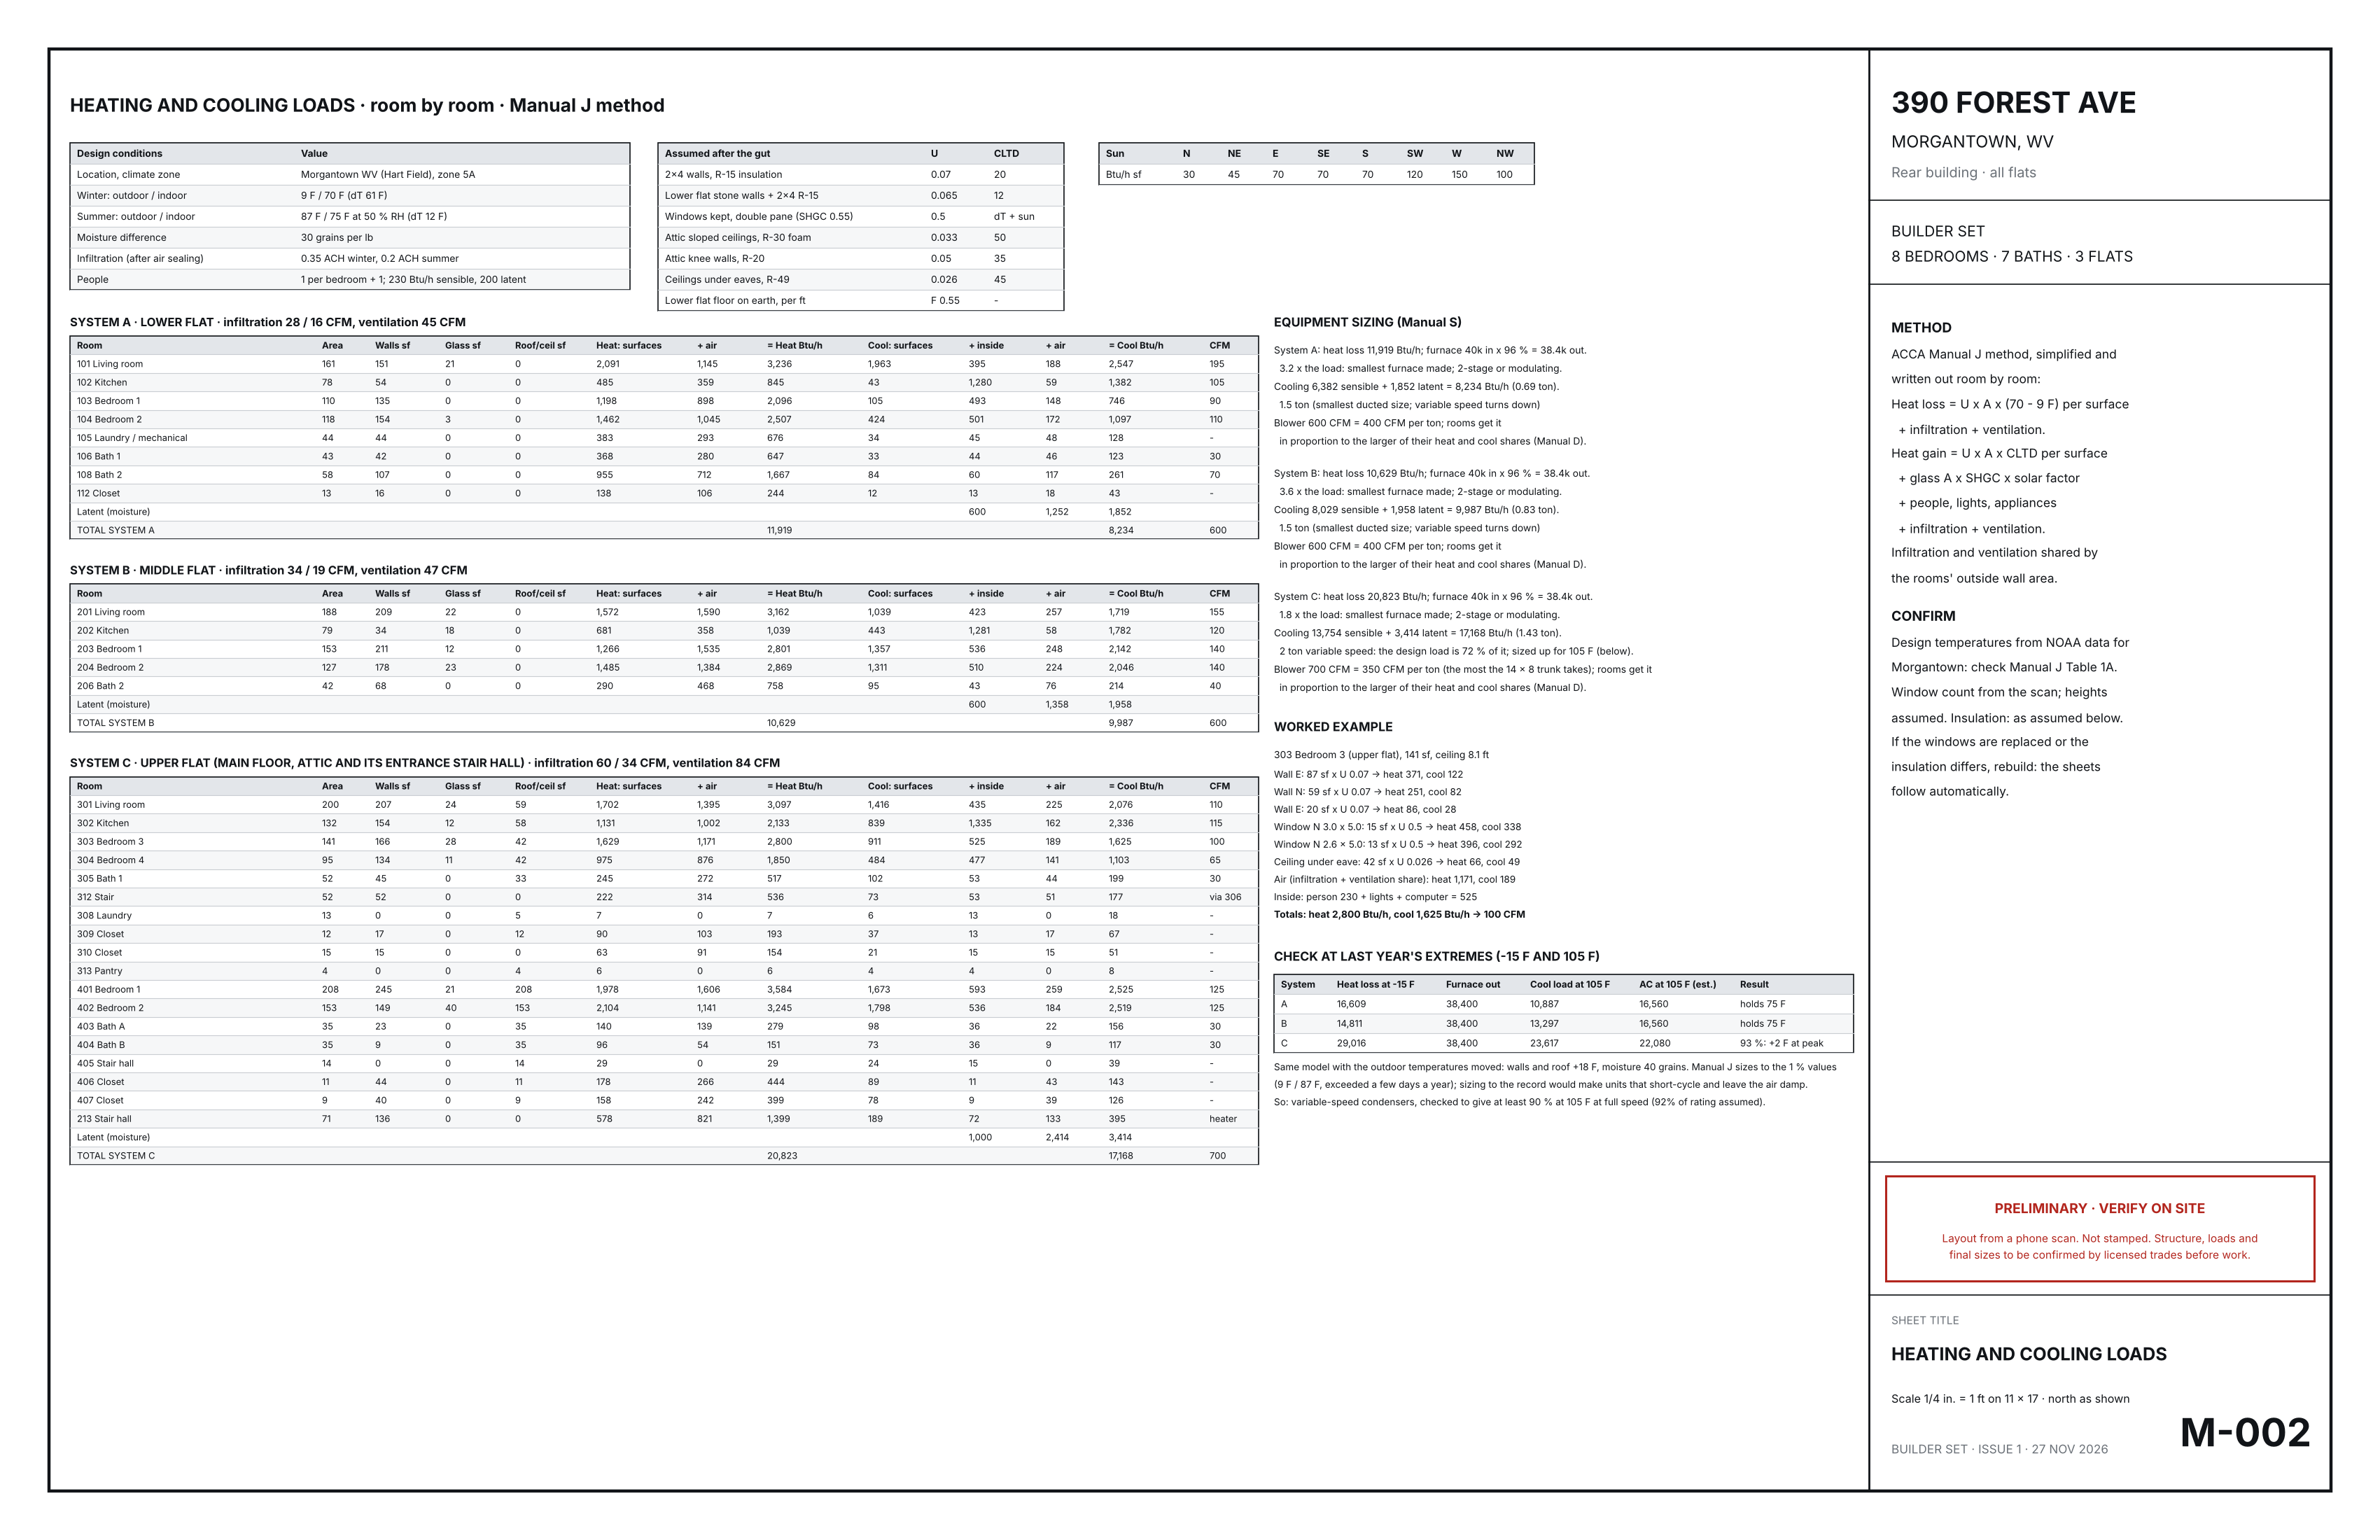 HEATING AND COOLING LOADS · room by room · Manual J method
Design conditions Value
Location, climate zone Morgantown WV (Hart Field), zone 5A
Winter: outdoor / indoor 9 F / 70 F (dT 61 F)
Summer: outdoor / indoor 87 F / 75 F at 50 % RH (dT 12 F)
Moisture difference 30 grains per lb
Infiltration (after air sealing) 0.35 ACH winter, 0.2 ACH summer
People 1 per bedroom + 1; 230 Btu/h sensible, 200 latent
Assumed after the gut U CLTD
2×4 walls, R-15 insulation 0.07 20
Lower flat stone walls + 2×4 R-15 0.065 12
Windows kept, double pane (SHGC 0.55) 0.5 dT + sun
Attic sloped ceilings, R-30 foam 0.033 50
Attic knee walls, R-20 0.05 35
Ceilings under eaves, R-49 0.026 45
Lower flat floor on earth, per ft F 0.55 -
Sun N NE E SE S SW W NW
Btu/h sf 30 45 70 70 70 120 150 100
SYSTEM A · LOWER FLAT · infiltration 28 / 16 CFM, ventilation 45 CFM
Room Area Walls sf Glass sf Roof/ceil sf Heat: surfaces + air = Heat Btu/h Cool: surfaces + inside + air = Cool Btu/h CFM
101 Living room 161 151 21 0 2,091 1,145 3,236 1,963 395 188 2,547 195
102 Kitchen 78 54 0 0 485 359 845 43 1,280 59 1,382 105
103 Bedroom 1 110 135 0 0 1,198 898 2,096 105 493 148 746 90
104 Bedroom 2 118 154 3 0 1,462 1,045 2,507 424 501 172 1,097 110
105 Laundry / mechanical 44 44 0 0 383 293 676 34 45 48 128 -
106 Bath 1 43 42 0 0 368 280 647 33 44 46 123 30
108 Bath 2 58 107 0 0 955 712 1,667 84 60 117 261 70
112 Closet 13 16 0 0 138 106 244 12 13 18 43 -
Latent (moisture) 600 1,252 1,852
TOTAL SYSTEM A 11,919 8,234 600
SYSTEM B · MIDDLE FLAT · infiltration 34 / 19 CFM, ventilation 47 CFM
Room Area Walls sf Glass sf Roof/ceil sf Heat: surfaces + air = Heat Btu/h Cool: surfaces + inside + air = Cool Btu/h CFM
201 Living room 188 209 22 0 1,572 1,590 3,162 1,039 423 257 1,719 155
202 Kitchen 79 34 18 0 681 358 1,039 443 1,281 58 1,782 120
203 Bedroom 1 153 211 12 0 1,266 1,535 2,801 1,357 536 248 2,142 140
204 Bedroom 2 127 178 23 0 1,485 1,384 2,869 1,311 510 224 2,046 140
206 Bath 2 42 68 0 0 290 468 758 95 43 76 214 40
Latent (moisture) 600 1,358 1,958
TOTAL SYSTEM B 10,629 9,987 600
SYSTEM C · UPPER FLAT (MAIN FLOOR, ATTIC AND ITS ENTRANCE STAIR HALL) · infiltration 60 / 34 CFM, ventilation 84 CFM
Room Area Walls sf Glass sf Roof/ceil sf Heat: surfaces + air = Heat Btu/h Cool: surfaces + inside + air = Cool Btu/h CFM
301 Living room 200 207 24 59 1,702 1,395 3,097 1,416 435 225 2,076 110
302 Kitchen 132 154 12 58 1,131 1,002 2,133 839 1,335 162 2,336 115
303 Bedroom 3 141 166 28 42 1,629 1,171 2,800 911 525 189 1,625 100
304 Bedroom 4 95 134 11 42 975 876 1,850 484 477 141 1,103 65
305 Bath 1 52 45 0 33 245 272 517 102 53 44 199 30
312 Stair 52 52 0 0 222 314 536 73 53 51 177 via 306
308 Laundry 13 0 0 5 7 0 7 6 13 0 18 -
309 Closet 12 17 0 12 90 103 193 37 13 17 67 -
310 Closet 15 15 0 0 63 91 154 21 15 15 51 -
313 Pantry 4 0 0 4 6 0 6 4 4 0 8 -
401 Bedroom 1 208 245 21 208 1,978 1,606 3,584 1,673 593 259 2,525 125
402 Bedroom 2 153 149 40 153 2,104 1,141 3,245 1,798 536 184 2,519 125
403 Bath A 35 23 0 35 140 139 279 98 36 22 156 30
404 Bath B 35 9 0 35 96 54 151 73 36 9 117 30
405 Stair hall 14 0 0 14 29 0 29 24 15 0 39 -
406 Closet 11 44 0 11 178 266 444 89 11 43 143 -
407 Closet 9 40 0 9 158 242 399 78 9 39 126 -
213 Stair hall 71 136 0 0 578 821 1,399 189 72 133 395 heater
Latent (moisture) 1,000 2,414 3,414
TOTAL SYSTEM C 20,823 17,168 700
EQUIPMENT SIZING (Manual S)
System A: heat loss 11,919 Btu/h; furnace 40k in x 96 % = 38.4k out.
3.2 x the load: smallest furnace made; 2-stage or modulating.
Cooling 6,382 sensible + 1,852 latent = 8,234 Btu/h (0.69 ton).
1.5 ton (smallest ducted size; variable speed turns down)
Blower 600 CFM = 400 CFM per ton; rooms get it
in proportion to the larger of their heat and cool shares (Manual D).
System B: heat loss 10,629 Btu/h; furnace 40k in x 96 % = 38.4k out.
3.6 x the load: smallest furnace made; 2-stage or modulating.
Cooling 8,029 sensible + 1,958 latent = 9,987 Btu/h (0.83 ton).
1.5 ton (smallest ducted size; variable speed turns down)
Blower 600 CFM = 400 CFM per ton; rooms get it
in proportion to the larger of their heat and cool shares (Manual D).
System C: heat loss 20,823 Btu/h; furnace 40k in x 96 % = 38.4k out.
1.8 x the load: smallest furnace made; 2-stage or modulating.
Cooling 13,754 sensible + 3,414 latent = 17,168 Btu/h (1.43 ton).
2 ton variable speed: the design load is 72 % of it; sized up for 105 F (below).
Blower 700 CFM = 350 CFM per ton (the most the 14 × 8 trunk takes); rooms get it
in proportion to the larger of their heat and cool shares (Manual D).
WORKED EXAMPLE
303 Bedroom 3 (upper flat), 141 sf, ceiling 8.1 ft
Wall E: 87 sf x U 0.07 → heat 371, cool 122
Wall N: 59 sf x U 0.07 → heat 251, cool 82
Wall E: 20 sf x U 0.07 → heat 86, cool 28
Window N 3.0 x 5.0: 15 sf x U 0.5 → heat 458, cool 338
Window N 2.6 × 5.0: 13 sf x U 0.5 → heat 396, cool 292
Ceiling under eave: 42 sf x U 0.026 → heat 66, cool 49
Air (infiltration + ventilation share): heat 1,171, cool 189
Inside: person 230 + lights + computer = 525
Totals: heat 2,800 Btu/h, cool 1,625 Btu/h → 100 CFM
CHECK AT LAST YEAR'S EXTREMES (-15 F AND 105 F)
System Heat loss at -15 F Furnace out Cool load at 105 F AC at 105 F (est.) Result
A 16,609 38,400 10,887 16,560 holds 75 F
B 14,811 38,400 13,297 16,560 holds 75 F
C 29,016 38,400 23,617 22,080 93 %: +2 F at peak
Same model with the outdoor temperatures moved: walls and roof +18 F, moisture 40 grains. Manual J sizes to the 1 % values
(9 F / 87 F, exceeded a few days a year); sizing to the record would make units that short-cycle and leave the air damp.
So: variable-speed condensers, checked to give at least 90 % at 105 F at full speed (92% of rating assumed).
390 FOREST AVE
MORGANTOWN, WV
Rear building · all flats
BUILDER SET
8 BEDROOMS · 7 BATHS · 3 FLATS
METHOD
ACCA Manual J method, simplified and
written out room by room:
Heat loss = U x A x (70 - 9 F) per surface
+ infiltration + ventilation.
Heat gain = U x A x CLTD per surface
+ glass A x SHGC x solar factor
+ people, lights, appliances
+ infiltration + ventilation.
Infiltration and ventilation shared by
the rooms' outside wall area.
CONFIRM
Design temperatures from NOAA data for
Morgantown: check Manual J Table 1A.
Window count from the scan; heights
assumed. Insulation: as assumed below.
If the windows are replaced or the
insulation differs, rebuild: the sheets
follow automatically.
PRELIMINARY · VERIFY ON SITE
Layout from a phone scan. Not stamped. Structure, loads and
final sizes to be confirmed by licensed trades before work.
SHEET TITLE
HEATING AND COOLING LOADS
Scale 1/4 in. = 1 ft on 11 × 17 · north as shown
BUILDER SET · ISSUE 1 · 27 NOV 2026
M-002